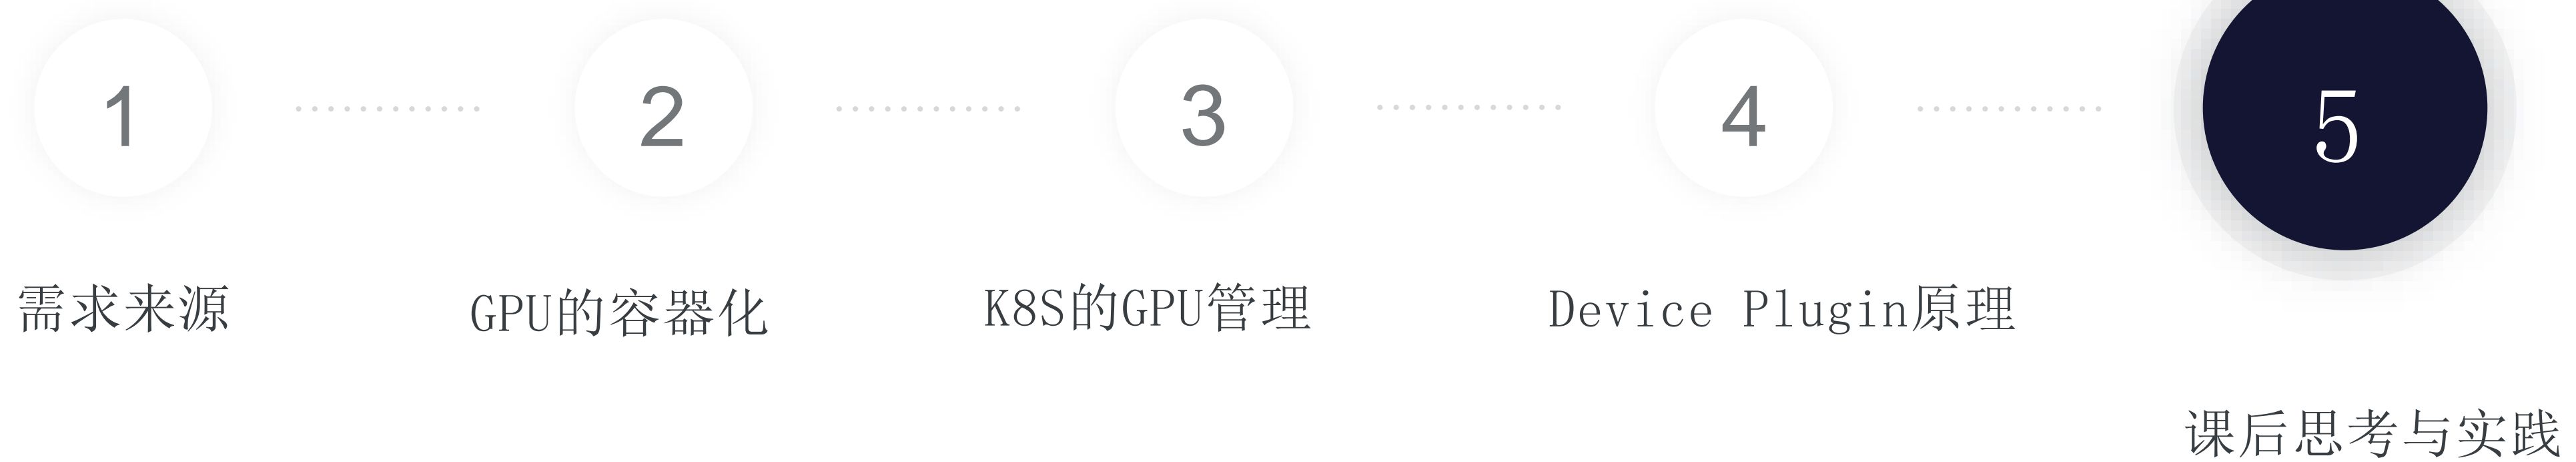 1
2
3
4
5
需求来源
GPU的容器化
K8S的GPU管理
Device Plugin原理
课后思考与实践